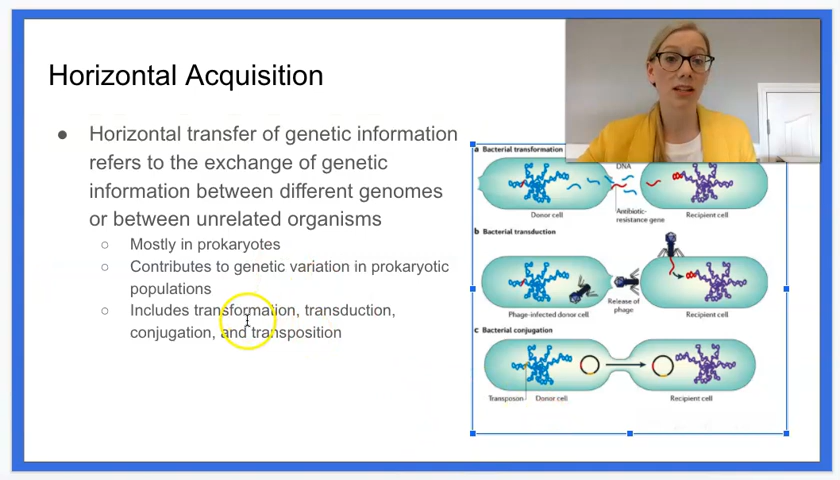 Horizontal Acquisition
● Horizontal transfer of genetic information
refers to the exchange of genetic
information between different genomes
or between unrelated organisms
○ Mostly in prokaryotes
○ Contributes to genetic variation in prokaryotic
populations
○ Includes transformation, transduction,
conjugation, and transposition
a Bacterial transformation
DNA
Donor cell
Antibiotic-
resistance gene
Recipient cell
b Bacterial transduction
Phage-infected donor cell
Release of
phage
Recipient cell
c Bacterial conjugation
Transposon
Donor cell
Recipient cell